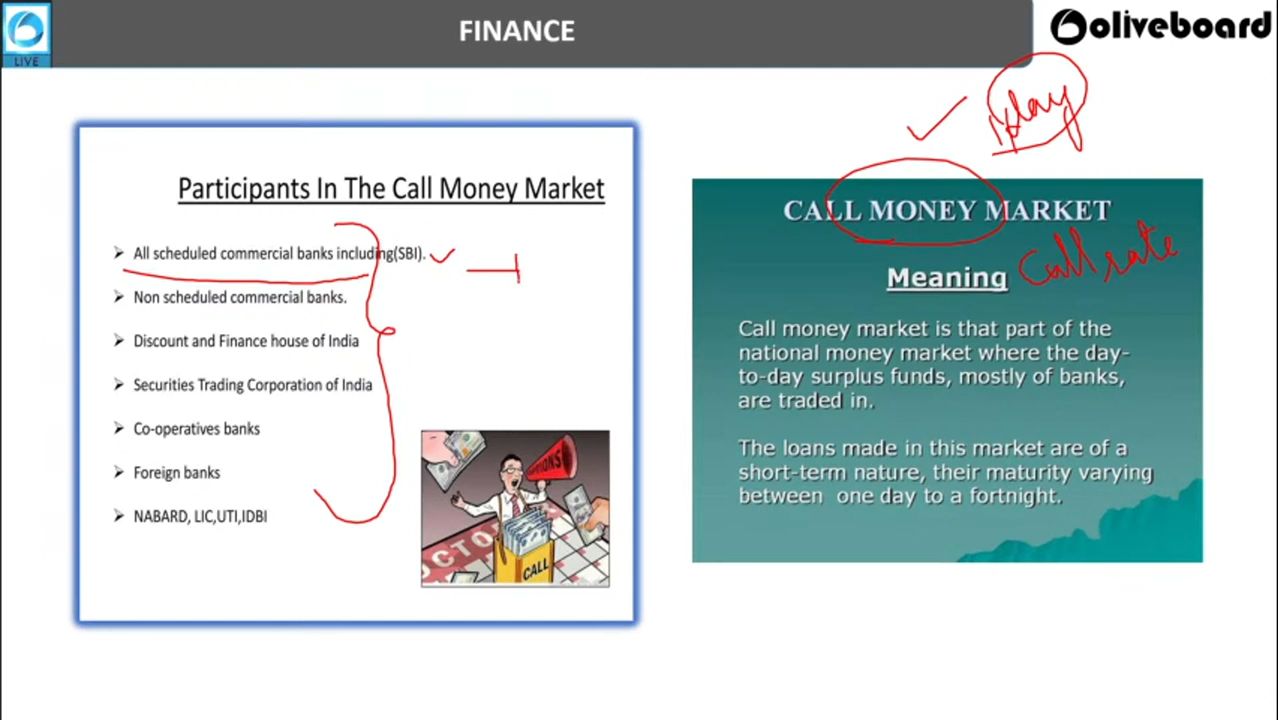 LIVE
FINANCE
oliveboard
1 day
Participants In The Call Money Market
➢ All scheduled commercial banks including(SBI).
➢ Non scheduled commercial banks.
➢ Discount and Finance house of India
➢ Securities Trading Corporation of India
➢ Co-operatives banks
➢ Foreign banks
➢ NABARD, LIC,UTI,IDBI
CALL
CALL MONEY MARKET
Meaning
Call rate
Call money market is that part of the
national money market where the day-
to-day surplus funds, mostly of banks,
are traded in.
The loans made in this market are of a
short-term nature, their maturity varying
between one day to a fortnight.